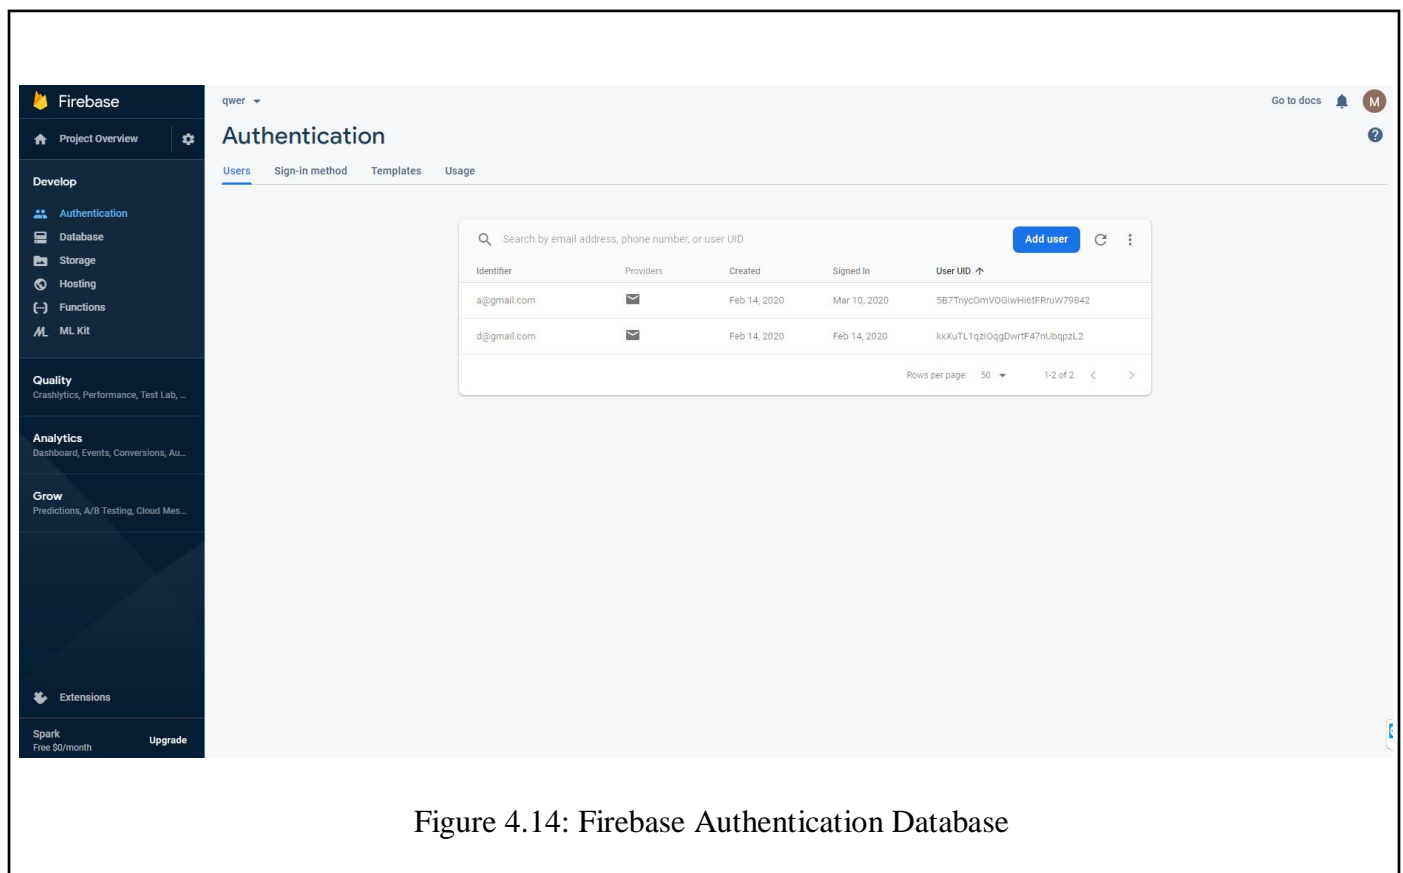 Firebase
qwer
Go to docs
M
Project Overview
Authentication
?
Users Sign-in method Templates Usage
Develop
Authentication
Database
Storage
Hosting
Functions
ML Kit
Search by email address, phone number, or user UID
Add user
Identifier Providers Created Signed In User UID
a@gmail.com Feb 14, 2020 Mar 10, 2020 5B7TnycOmVOGiwHi6tFRruW79842
d@gmail.com Feb 14, 2020 Feb 14, 2020 kxXuTL1qzIOqgDwrtF47nUbqpzL2
Rows per page: 50 1-2 of 2
Quality
Crashlytics, Performance, Test Lab, ...
Analytics
Dashboard, Events, Conversions, Au...
Grow
Predictions, A/B Testing, Cloud Mes...
Extensions
Spark
Free $0/month
Upgrade
Figure 4.14: Firebase Authentication Database